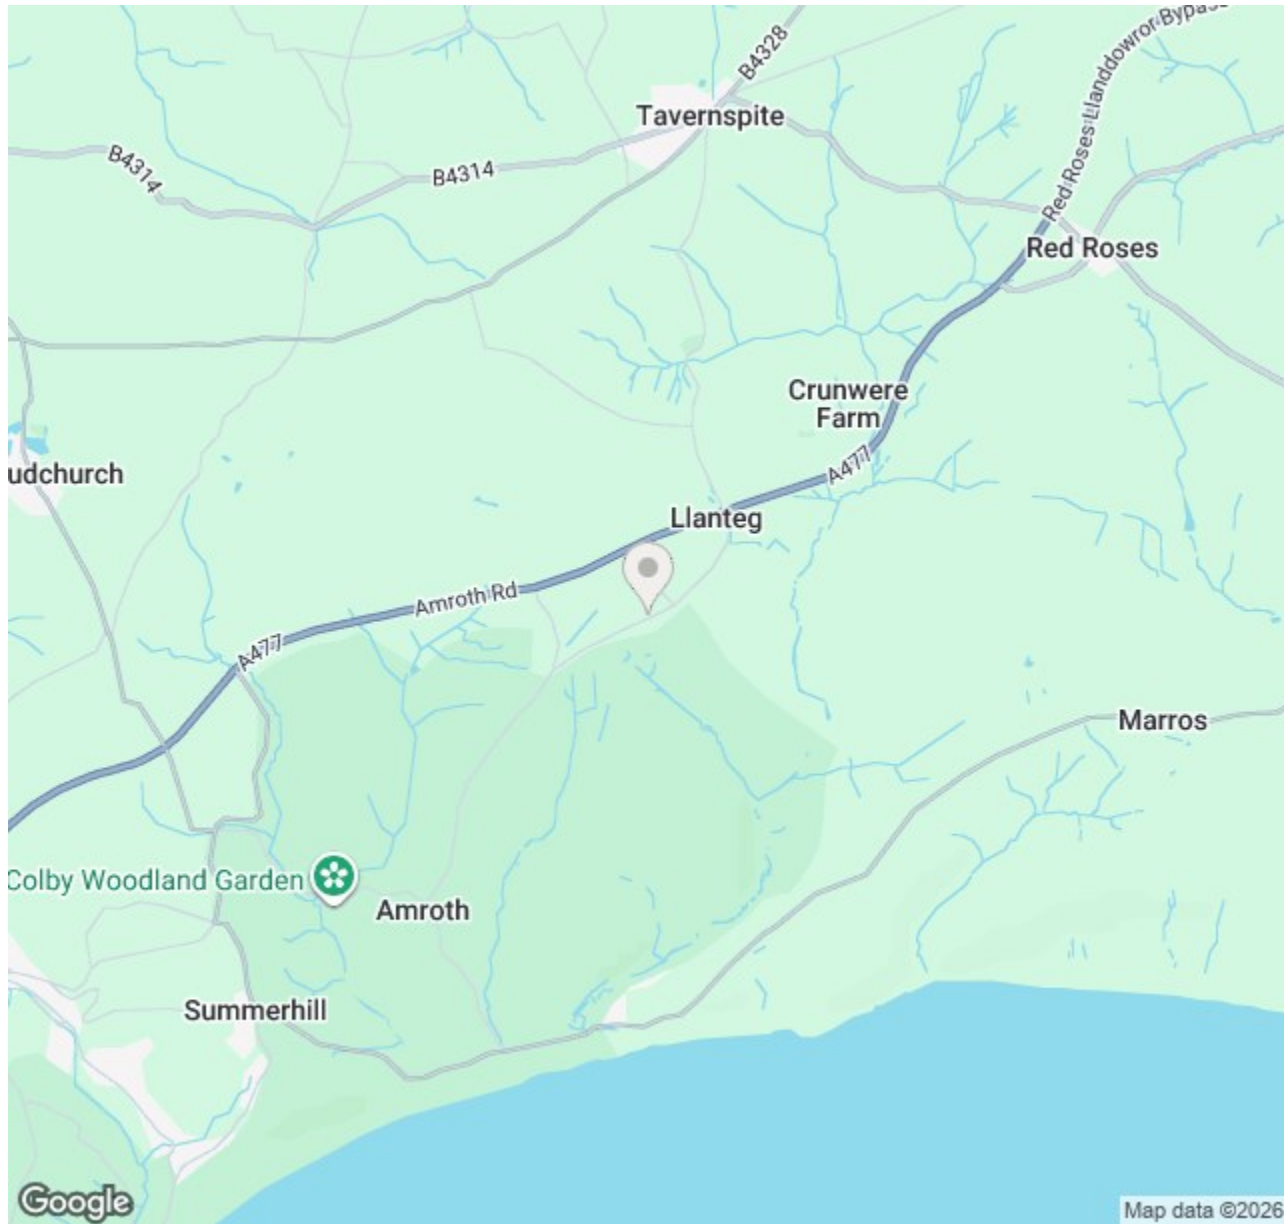 Red Roses Llanddowror Bypass
B4328
Tavernspite
B4314
B4314
Red Roses
Crunwere
Farm
A477
udchurch
Llanteg
Amroth Rd
A477
Marros
Colby Woodland Garden
Amroth
Summerhill
Google
Map data ©2026